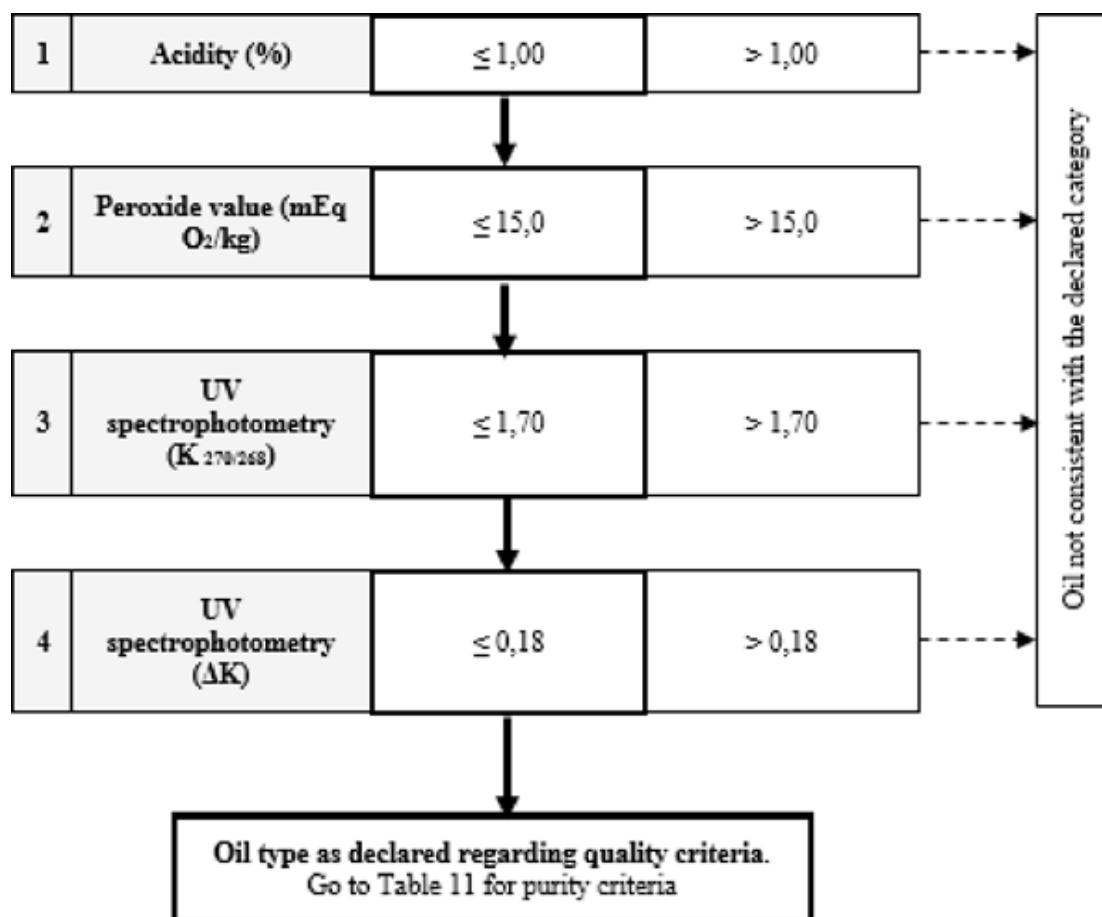 1 Acidity (%) ≤ 1,00 > 1,00
2 Peroxide value (mEq
O2/kg) ≤ 15,0 > 15,0
3 UV
spectrophotometry
(K 270/268) ≤ 1,70 > 1,70
4 UV
spectrophotometry
(ΔK) ≤ 0,18 > 0,18
Oil not consistent with the declared category
Oil type as declared regarding quality criteria.
Go to Table 11 for purity criteria